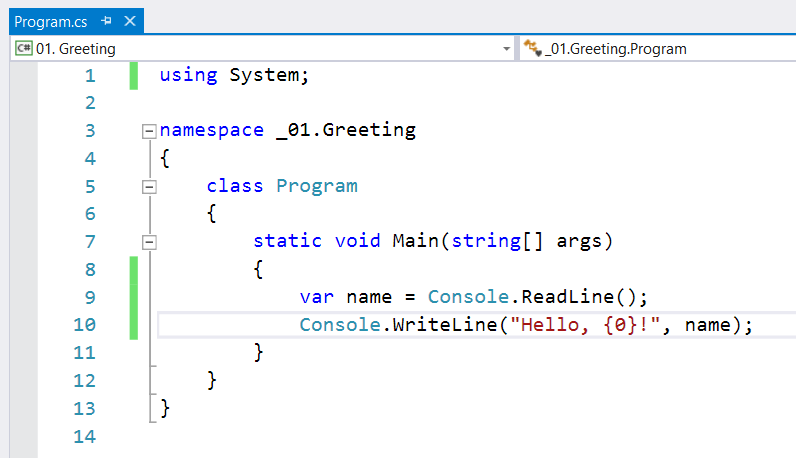 Program.cs
C# 01. Greeting _01.Greeting.Program
1 using System;
2
3 namespace _01.Greeting
4 {
5 class Program
6 {
7 static void Main(string[] args)
8 {
9 var name = Console.ReadLine();
10 Console.WriteLine("Hello, {0}!", name);
11 }
12 }
13 }
14